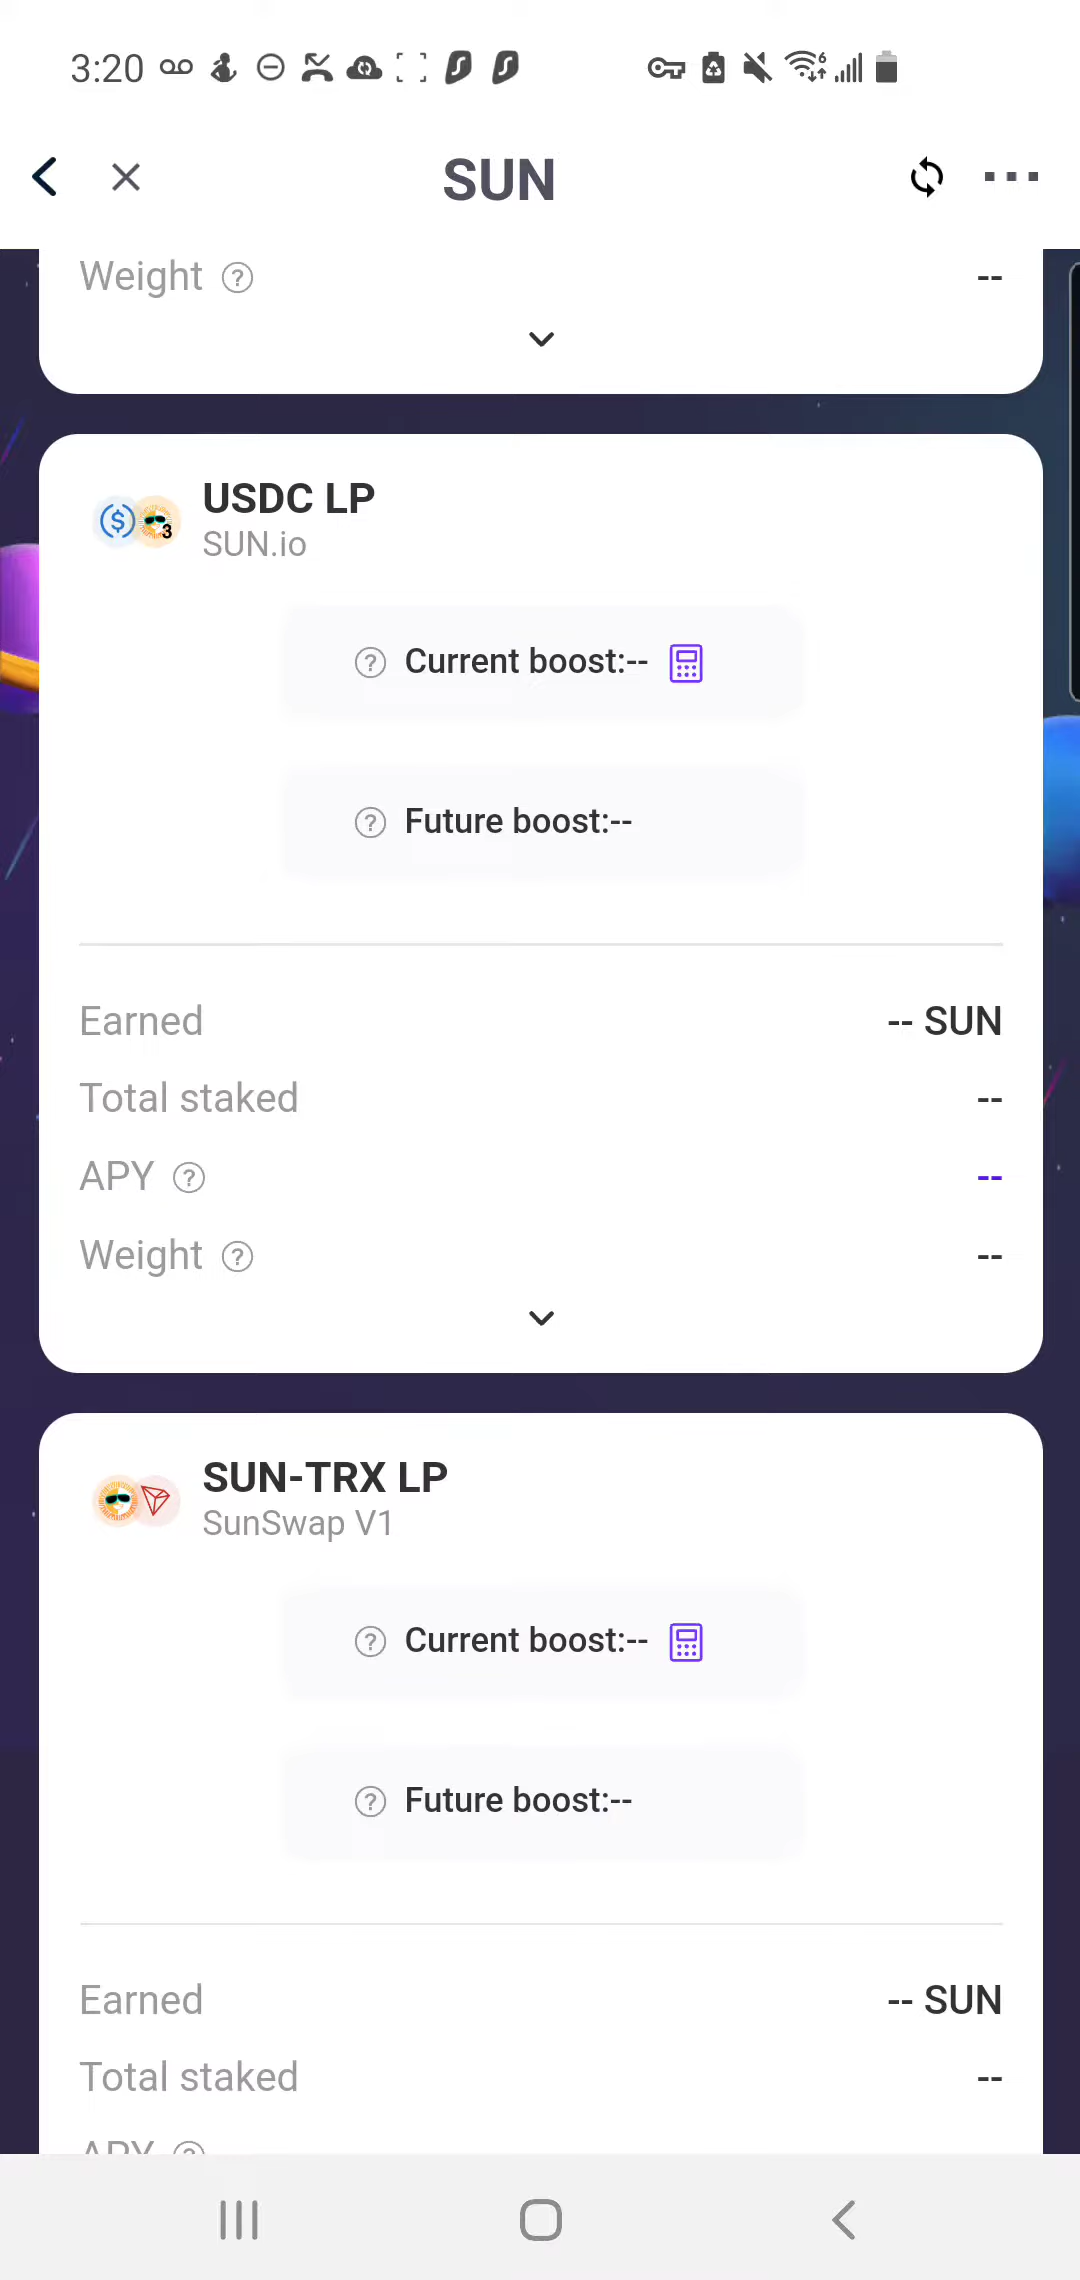 3:20
SUN
Weight ?
--
USDC LP
SUN.io
? Current boost:--
? Future boost:--
Earned
-- SUN
Total staked
--
APY ?
--
Weight ?
--
SUN-TRX LP
SunSwap V1
? Current boost:--
? Future boost:--
Earned
-- SUN
Total staked
--
APY ?